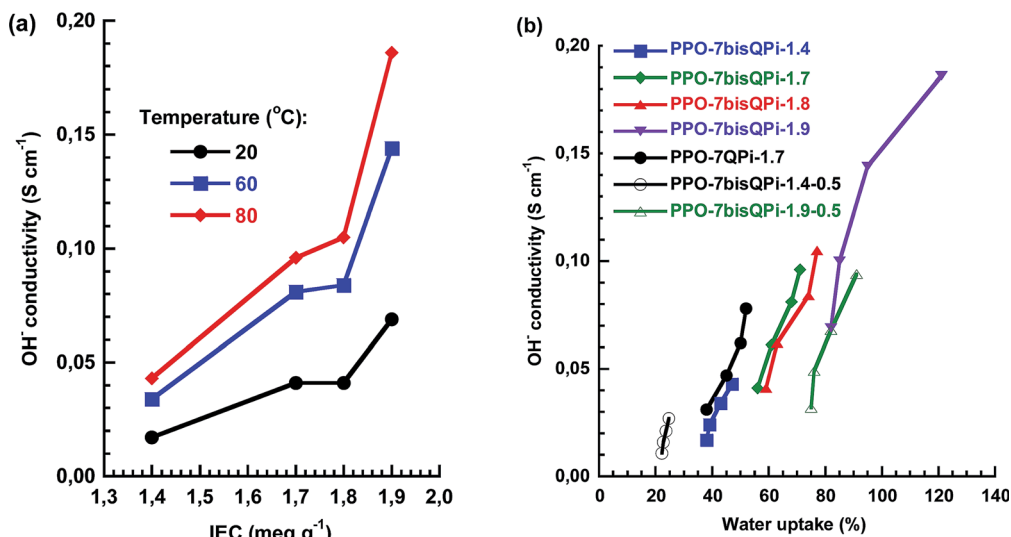 (a)
0,20
0,15
0,10
0,05
0,00
OH⁻ conductivity (S cm⁻¹)
Temperature (°C):
20
60
80
1,3 1,4 1,5 1,6 1,7 1,8 1,9 2,0
IEC (meq g⁻¹)
(b)
0,20
0,15
0,10
0,05
0,00
OH⁻ conductivity (S cm⁻¹)
PPO-7bisQPi-1.4
PPO-7bisQPi-1.7
PPO-7bisQPi-1.8
PPO-7bisQPi-1.9
PPO-7QPi-1.7
PPO-7bisQPi-1.4-0.5
PPO-7bisQPi-1.9-0.5
0 20 40 60 80 100 120 140
Water uptake (%)